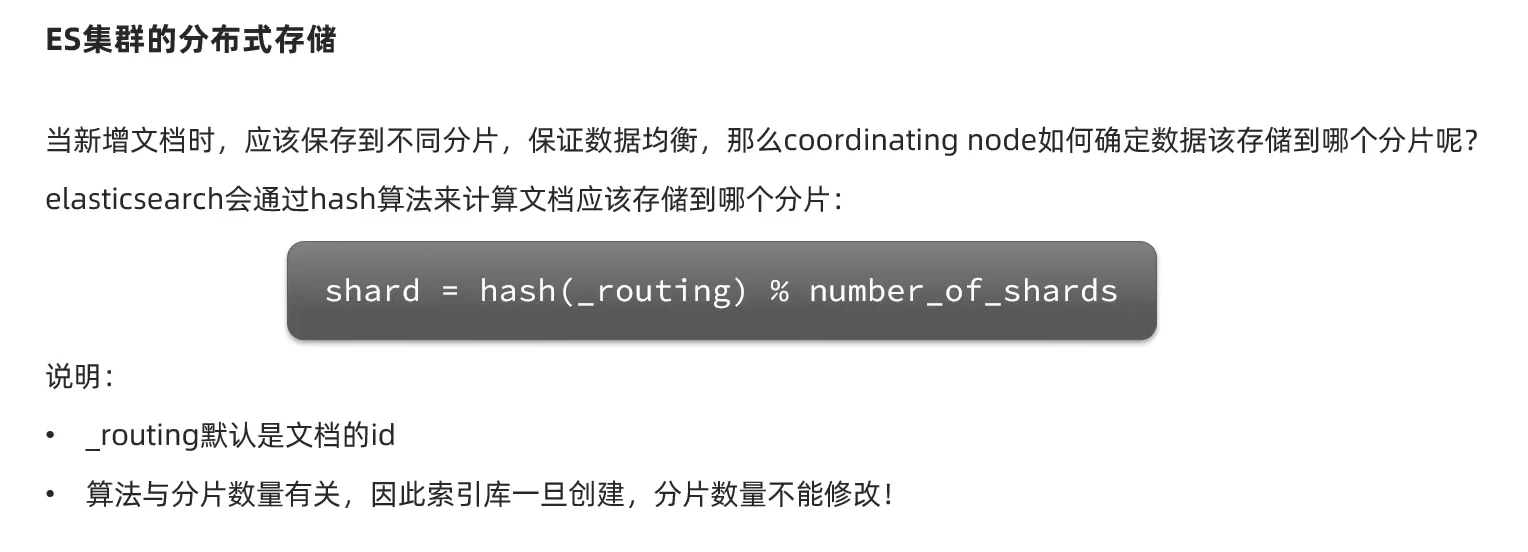 ES集群的分布式存储
当新增文档时，应该保存到不同分片，保证数据均衡，那么coordinating node如何确定数据该存储到哪个分片呢？
elasticsearch会通过hash算法来计算文档应该存储到哪个分片：
shard = hash(_routing) % number_of_shards
说明：
• _routing默认是文档的id
• 算法与分片数量有关，因此索引库一旦创建，分片数量不能修改！